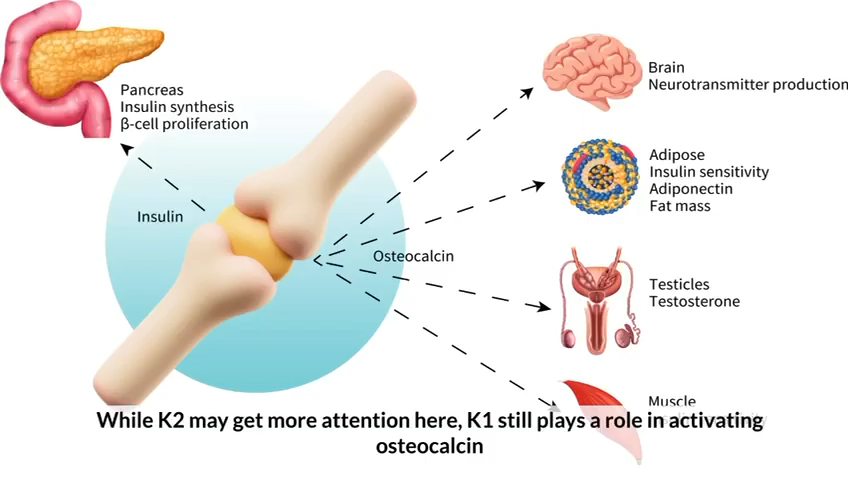 Pancreas
Insulin synthesis
β-cell proliferation
Insulin
Osteocalcin
Brain
Neurotransmitter production
Adipose
Insulin sensitivity
Adiponectin
Fat mass
Testicles
Testosterone
Muscle
While K2 may get more attention here, K1 still plays a role in activating
osteocalcin